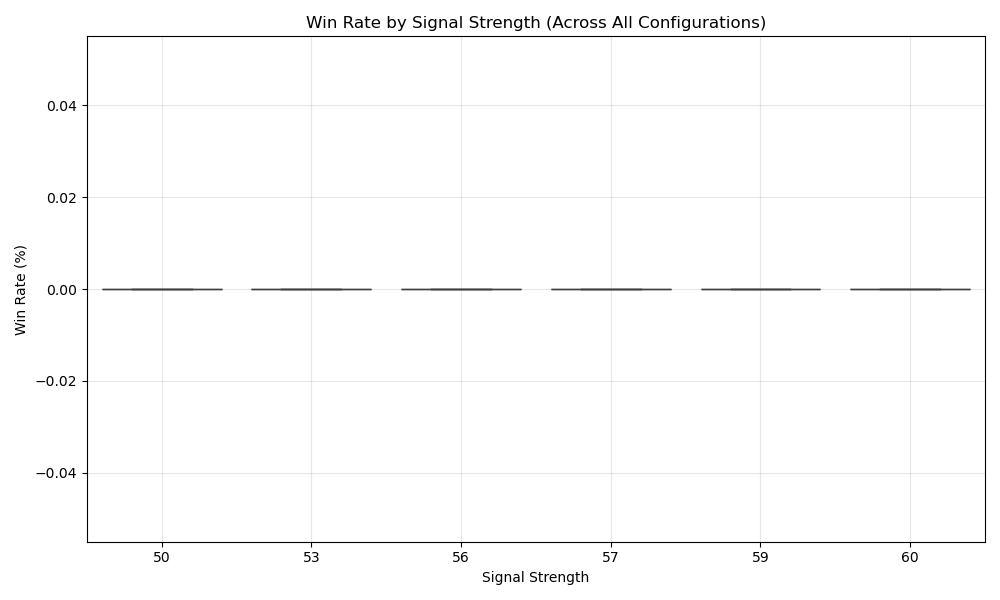 Win Rate by Signal Strength (Across All Configurations)
Win Rate (%)
0.04
0.02
0.00
−0.02
−0.04
50 53 56 57 59 60
Signal Strength